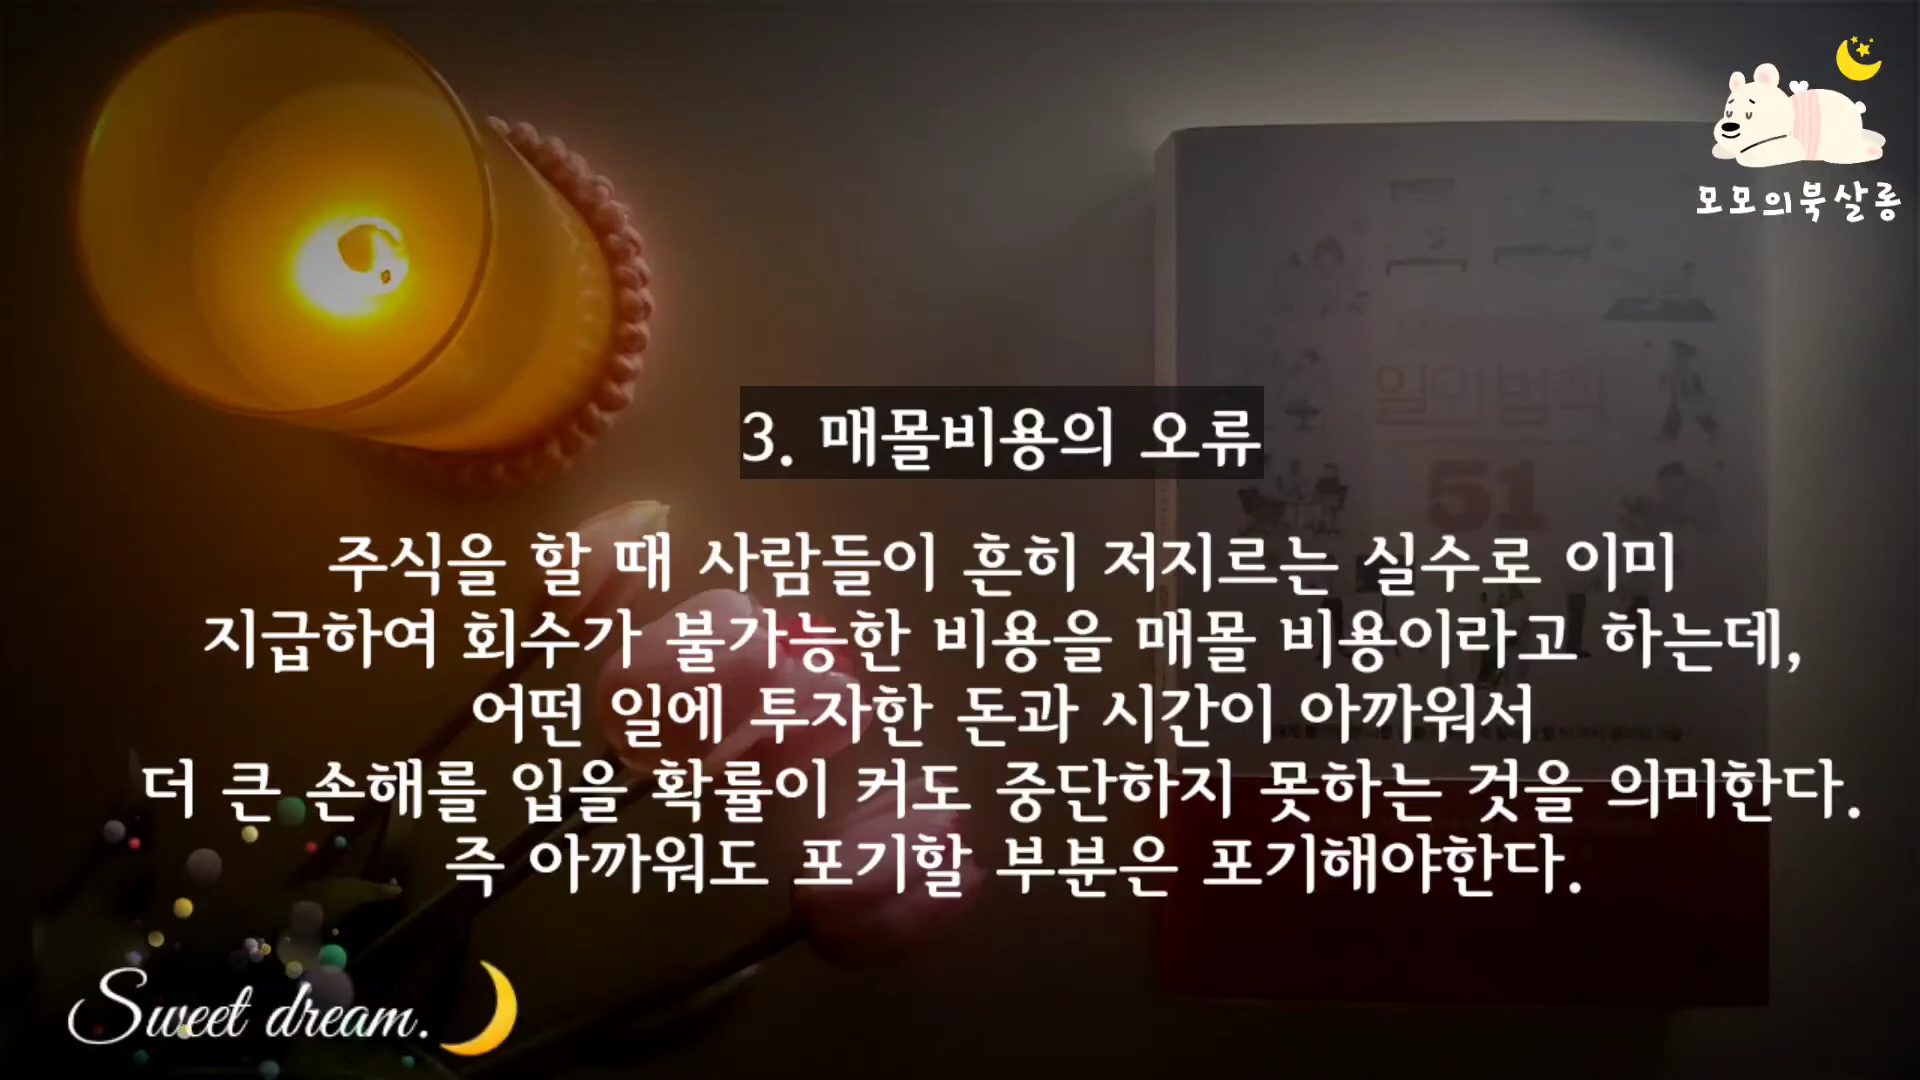 모모의북살롱
일의 법칙
51
3. 매몰비용의 오류
주식을 할 때 사람들이 흔히 저지르는 실수로 이미
지급하여 회수가 불가능한 비용을 매몰 비용이라고 하는데,
어떤 일에 투자한 돈과 시간이 아까워서
더 큰 손해를 입을 확률이 커도 중단하지 못하는 것을 의미한다.
즉 아까워도 포기할 부분은 포기해야한다.
Sweet dream.